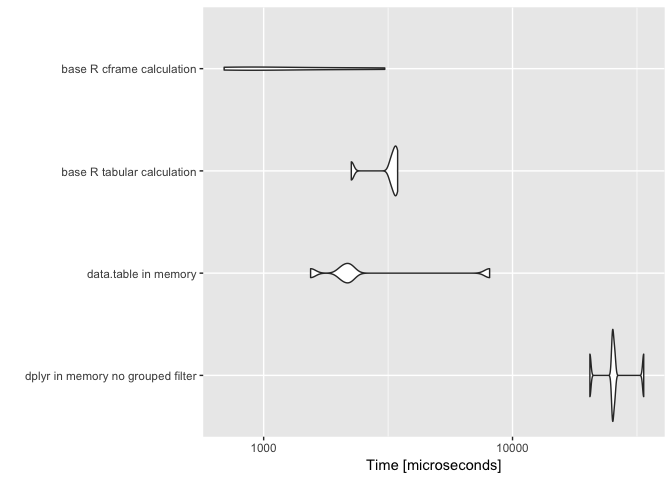 base R cframe calculation
base R tabular calculation
data.table in memory
dplyr in memory no grouped filter
1000 10000
Time [microseconds]